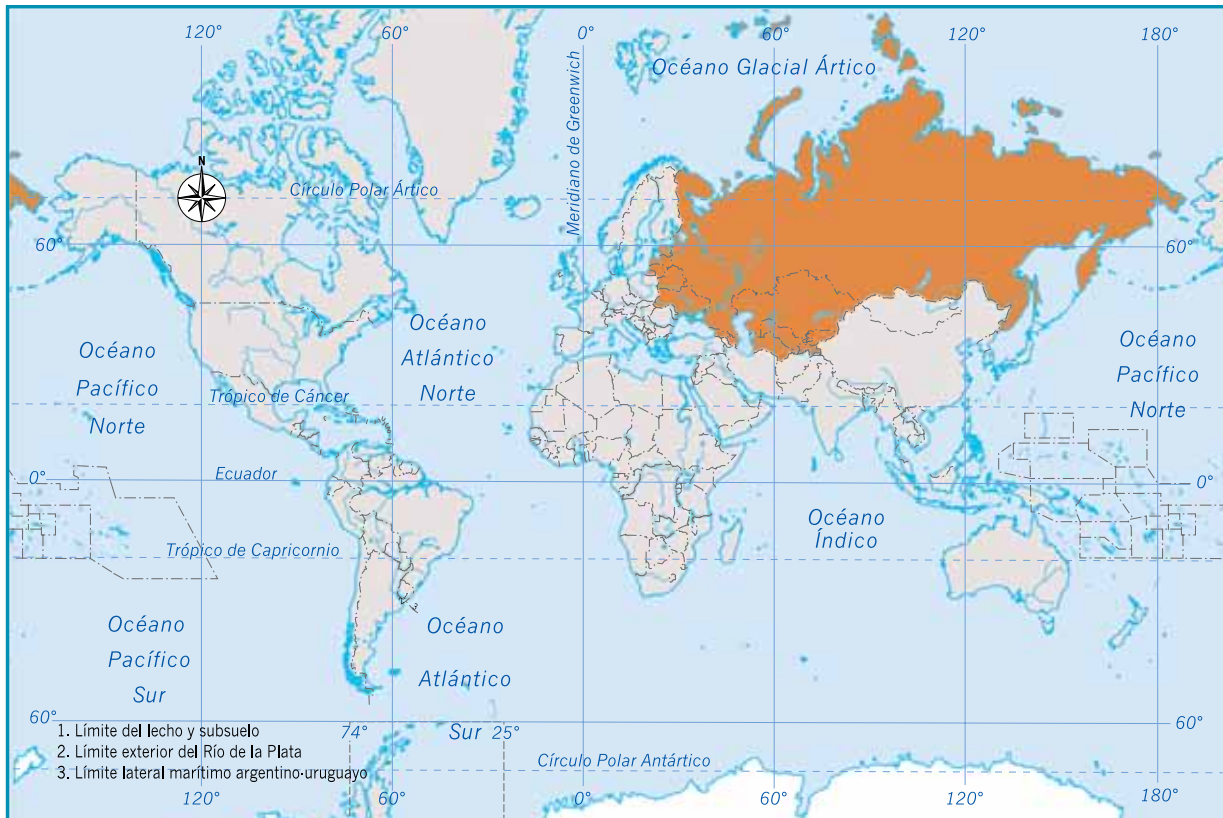 120°
60°
0°
60°
120°
180°
Océano Glacial Ártico
Meridiano de Greenwich
N
Círculo Polar Ártico
60°
60°
Océano
Pacífico
Norte
Océano
Atlántico
Norte
Océano
Pacífico
Norte
Trópico de Cáncer
0°
Ecuador
0°
Océano
Índico
Trópico de Capricornio
Océano
Pacífico
Sur
Océano
Atlántico
Sur
60°
60°
1. Límite del lecho y subsuelo
2. Límite exterior del Río de la Plata
3. Límite lateral marítimo argentino-uruguayo
74°
25°
Círculo Polar Antártico
120°
60°
0°
60°
120°
180°